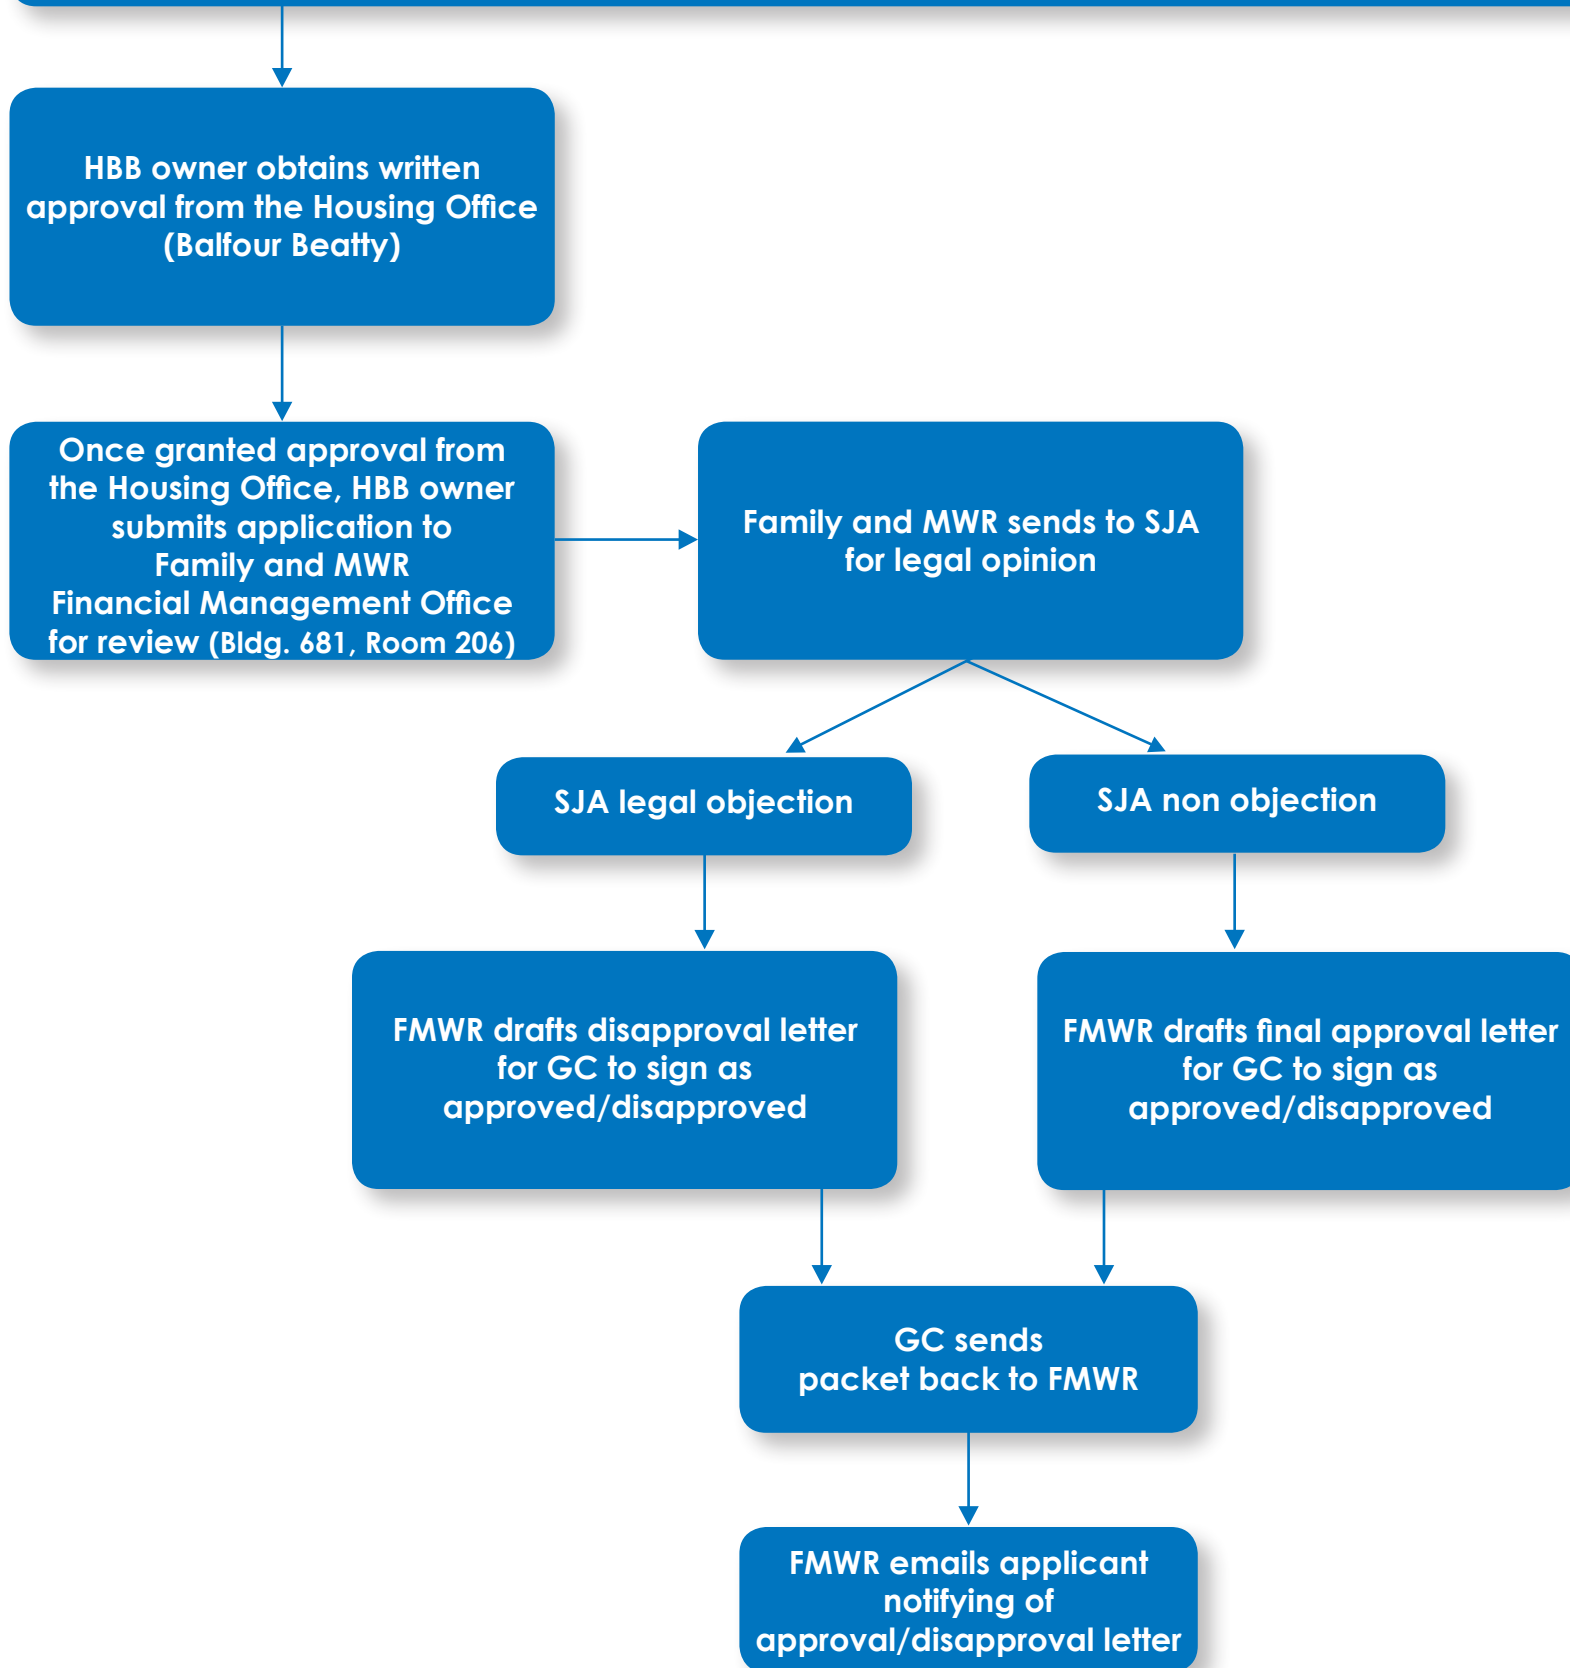 HBB owner obtains written
approval from the Housing Office
(Balfour Beatty)
Once granted approval from
the Housing Office, HBB owner
submits application to
Family and MWR
Financial Management Office
for review (Bldg. 681, Room 206)
Family and MWR sends to SJA
for legal opinion
SJA legal objection
SJA non objection
FMWR drafts disapproval letter
for GC to sign as
approved/disapproved
FMWR drafts final approval letter
for GC to sign as
approved/disapproved
GC sends
packet back to FMWR
FMWR emails applicant
notifying of
approval/disapproval letter